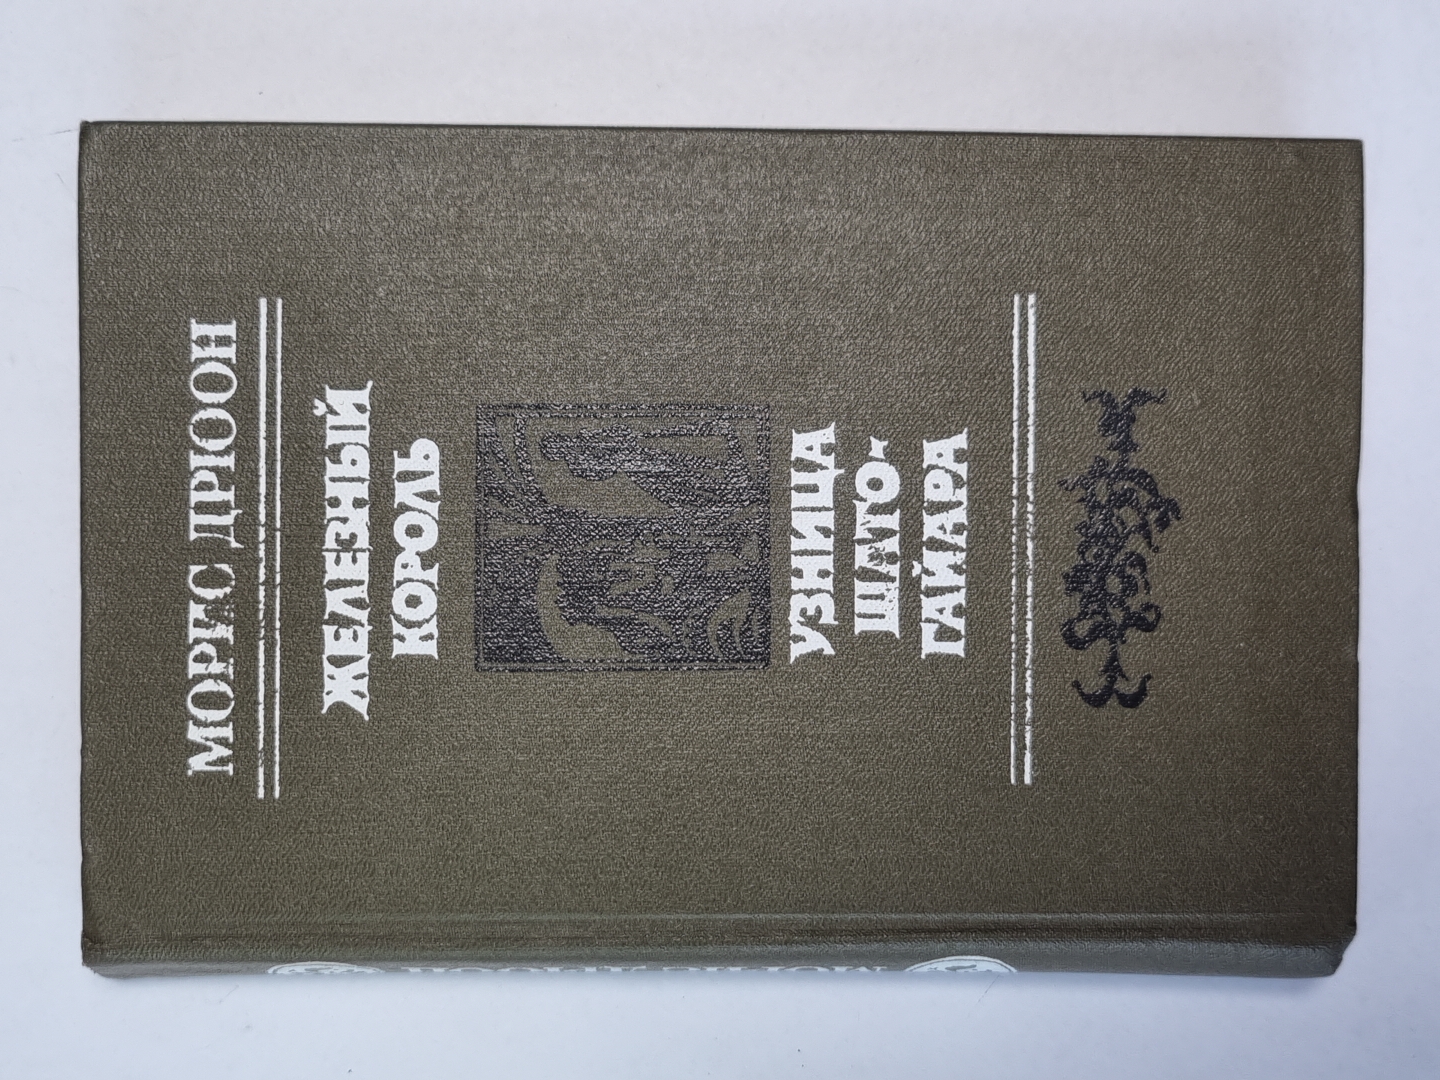 МОРИС ДРЮОН
ЖЕЛЕЗНЫЙ
КОРОЛЬ
УЗНИЦА
ШАТО-
ГАЙАРА